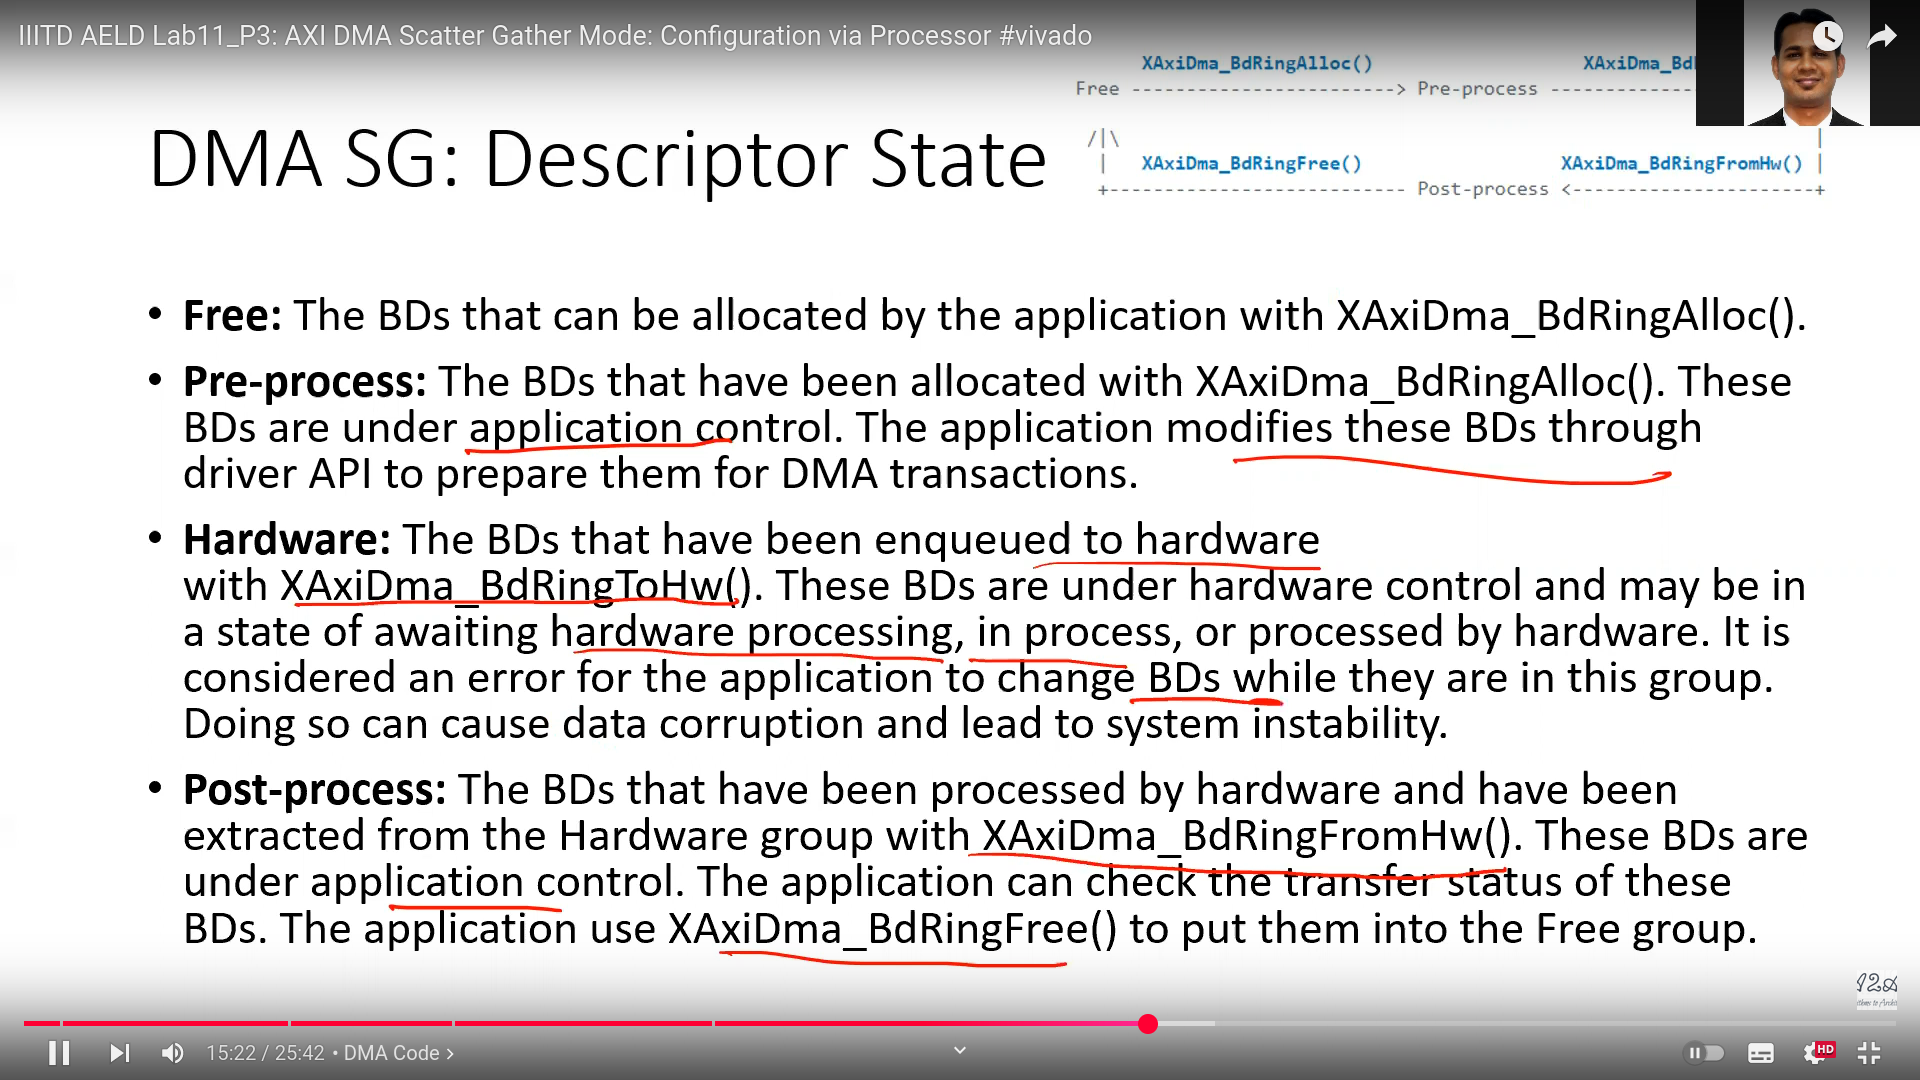 IIITD AELD Lab11_P3: AXI DMA Scatter Gather Mode: Configuration via Processor #vivado
XAxiDma_BdRingAlloc() XAxiDma_Bd
Free ------------------------> Pre-process -------------
/|\ |
| XAxiDma_BdRingFree() XAxiDma_BdRingFromHw() |
+--------------------------- Post-process <----------------------+
DMA SG: Descriptor State
• Free: The BDs that can be allocated by the application with XAxiDma_BdRingAlloc().
• Pre-process: The BDs that have been allocated with XAxiDma_BdRingAlloc(). These
BDs are under application control. The application modifies these BDs through
driver API to prepare them for DMA transactions.
• Hardware: The BDs that have been enqueued to hardware
with XAxiDma_BdRingToHw(). These BDs are under hardware control and may be in
a state of awaiting hardware processing, in process, or processed by hardware. It is
considered an error for the application to change BDs while they are in this group.
Doing so can cause data corruption and lead to system instability.
• Post-process: The BDs that have been processed by hardware and have been
extracted from the Hardware group with XAxiDma_BdRingFromHw(). These BDs are
under application control. The application can check the transfer status of these
BDs. The application use XAxiDma_BdRingFree() to put them into the Free group.
15:22 / 25:42 • DMA Code ›
HD